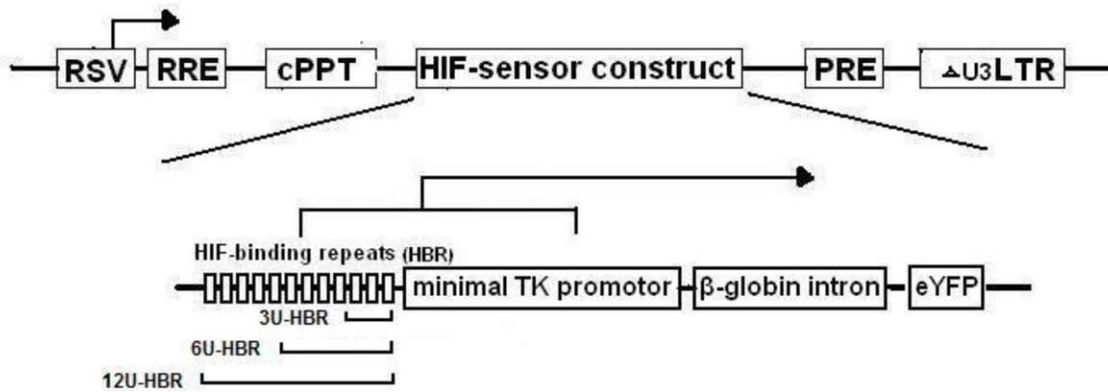 RSV RRE cPPT HIF-sensor construct PRE ΔU3LTR
HIF-binding repeats (HBR)
minimal TK promotor β-globin intron eYFP
3U-HBR
6U-HBR
12U-HBR